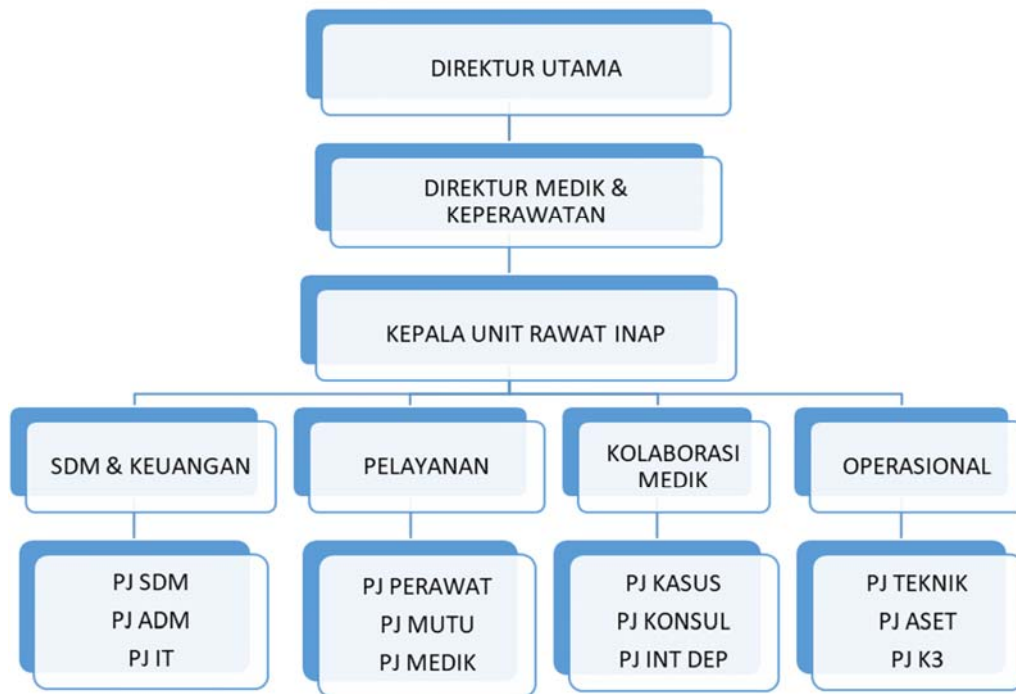 DIREKTUR UTAMA
DIREKTUR MEDIK &
KEPERAWATAN
KEPALA UNIT RAWAT INAP
SDM & KEUANGAN
PELAYANAN
KOLABORASI
MEDIK
OPERASIONAL
PJ SDM
PJ ADM
PJ IT
PJ PERAWAT
PJ MUTU
PJ MEDIK
PJ KASUS
PJ KONSUL
PJ INT DEP
PJ TEKNIK
PJ ASET
PJ K3